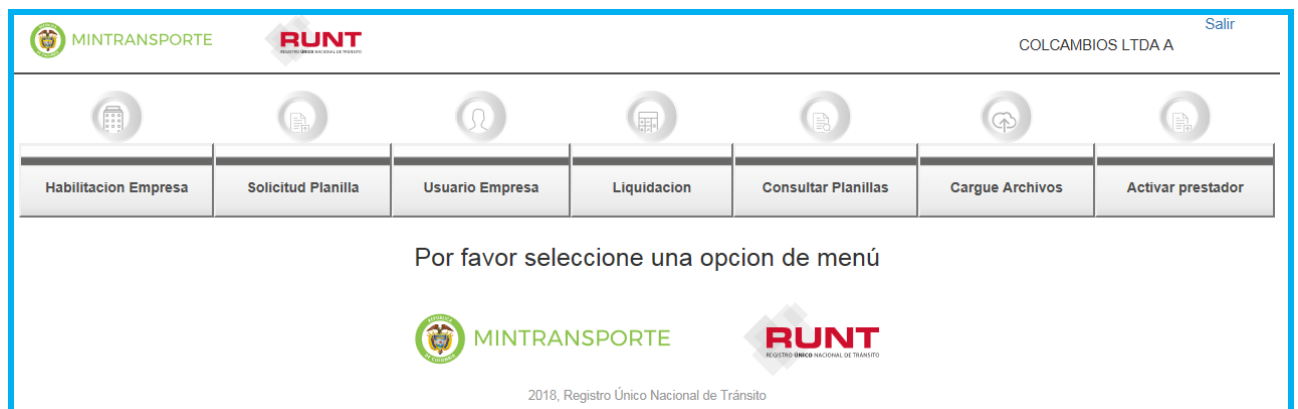 MINTRANSPORTE
RUNT
REGISTRO ÚNICO NACIONAL DE TRÁNSITO
Salir
COLCAMBIOS LTDA A
Habilitacion Empresa
Solicitud Planilla
Usuario Empresa
Liquidacion
Consultar Planillas
Cargue Archivos
Activar prestador
Por favor seleccione una opcion de menú
MINTRANSPORTE
RUNT
REGISTRO ÚNICO NACIONAL DE TRÁNSITO
2018, Registro Único Nacional de Tránsito